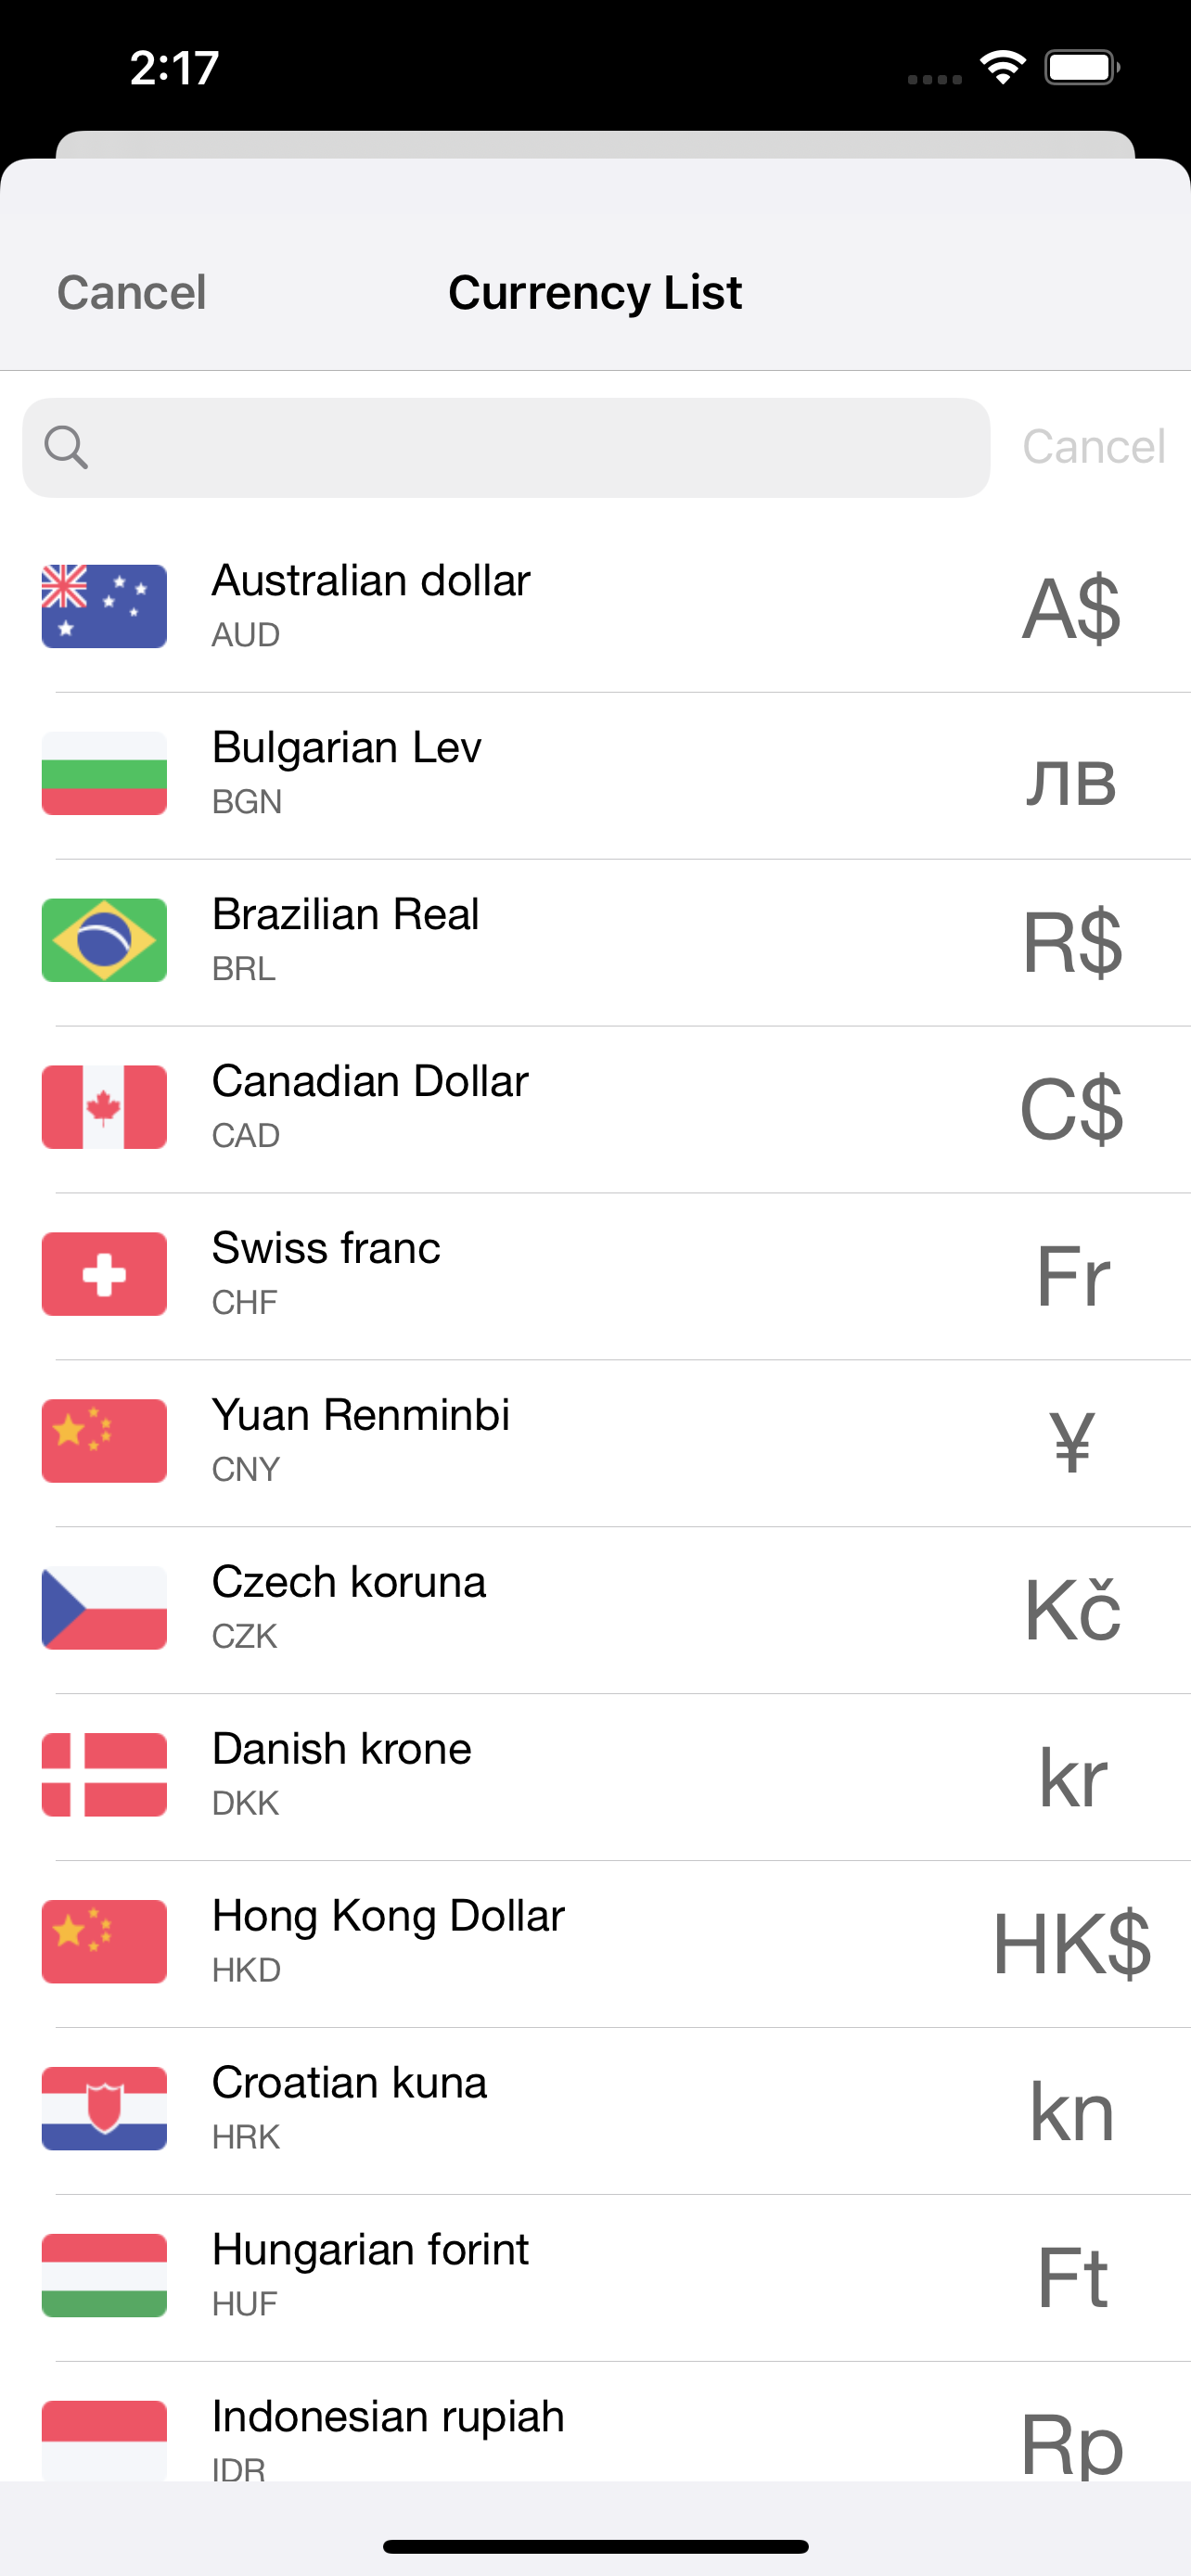 2:17
Cancel
Currency List
Cancel
Australian dollar
AUD
A$
Bulgarian Lev
BGN
лв
Brazilian Real
BRL
R$
Canadian Dollar
CAD
C$
Swiss franc
CHF
Fr
Yuan Renminbi
CNY
¥
Czech koruna
CZK
Kč
Danish krone
DKK
kr
Hong Kong Dollar
HKD
HK$
Croatian kuna
HRK
kn
Hungarian forint
HUF
Ft
Indonesian rupiah
IDR
Rp